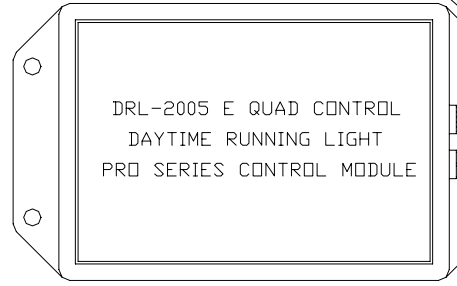 DRL-2005 E QUAD CONTROL
DAYTIME RUNNING LIGHT
PRO SERIES CONTROL MODULE